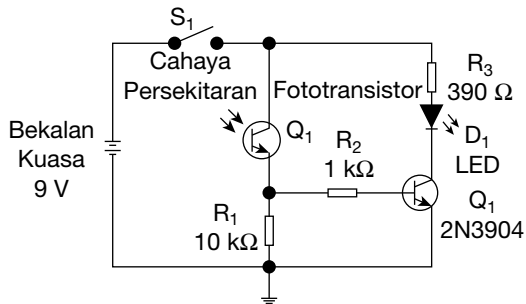 S₁
Cahaya
Persekitaran
Fototransistor
R₃
390 Ω
Bekalan
Kuasa
9 V
Q₁
R₂
1 kΩ
D₁
LED
R₁
10 kΩ
Q₁
2N3904